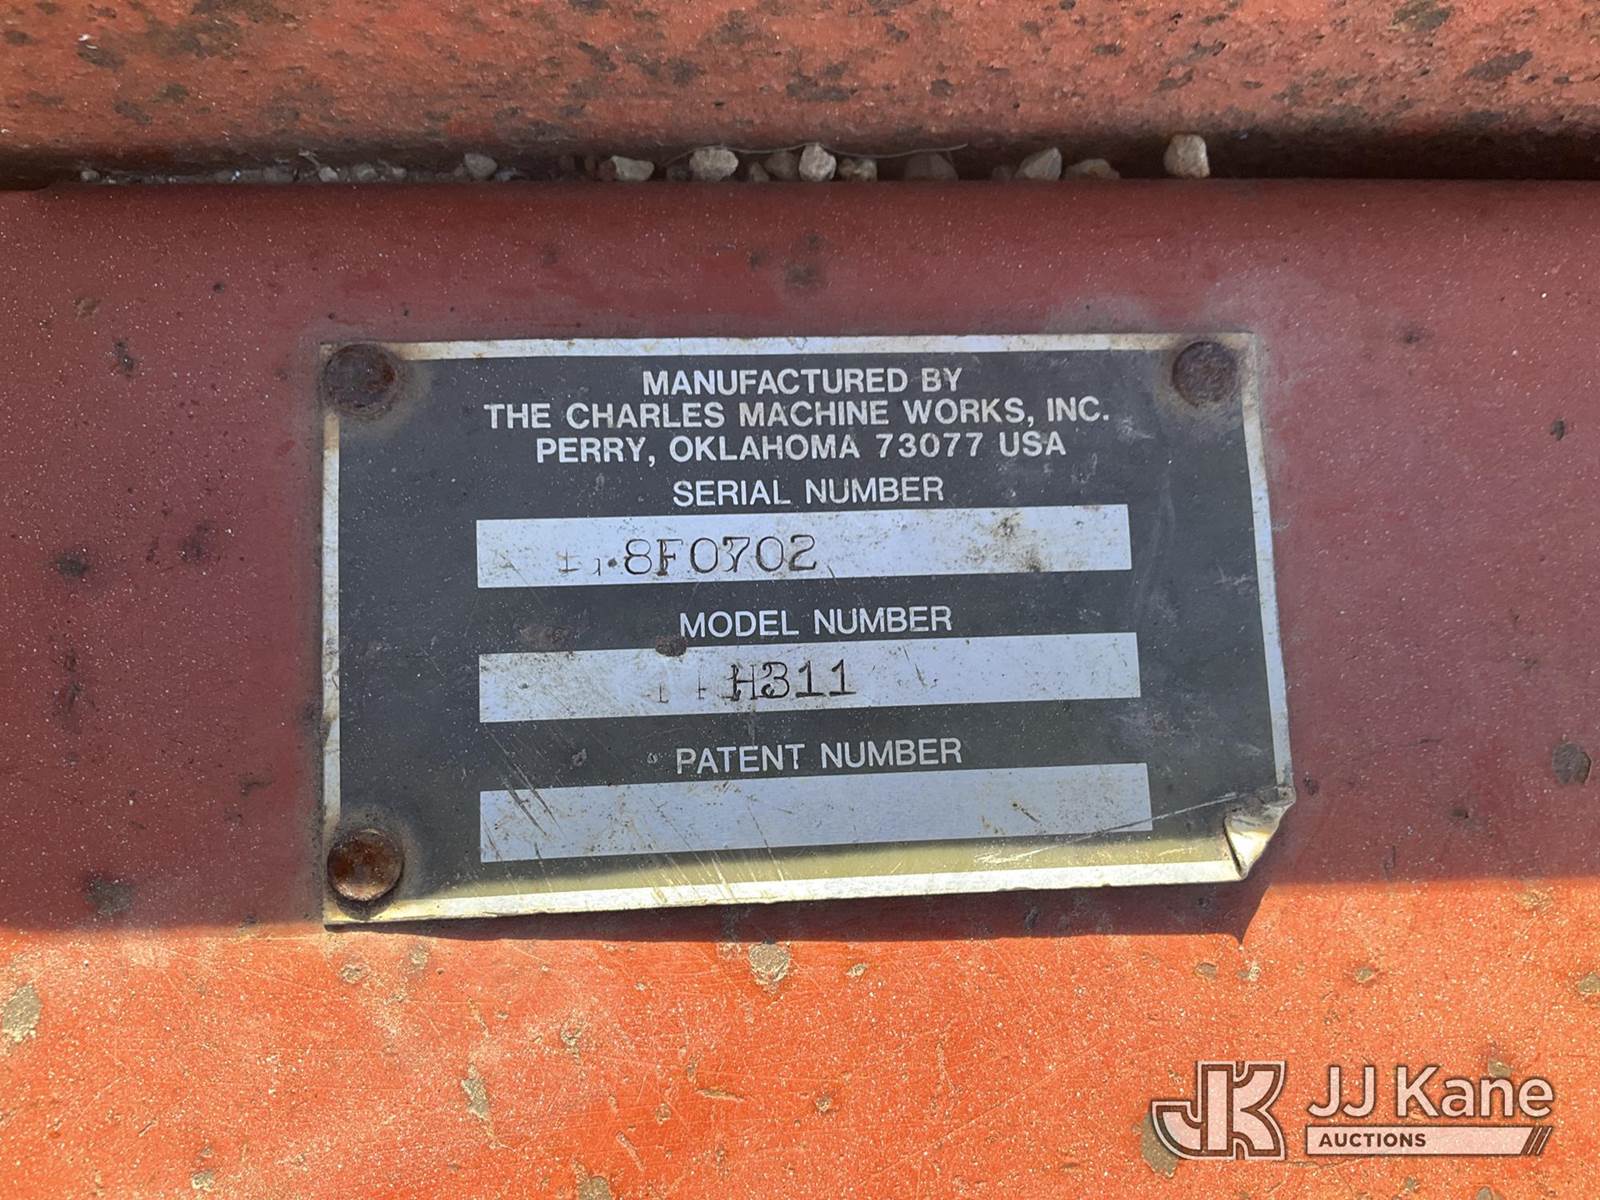 MANUFACTURED BY
THE CHARLES MACHINE WORKS, INC.
PERRY, OKLAHOMA 73077 USA
SERIAL NUMBER
8F0702
MODEL NUMBER
H311
PATENT NUMBER
JK JJ Kane
AUCTIONS